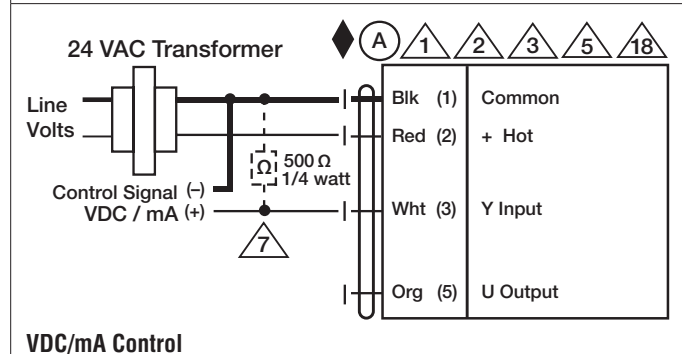 24 VAC Transformer
A 1 2 3 5 18
Line
Volts
Blk (1) Common
Red (2) + Hot
Ω 500 Ω
1/4 watt
Control Signal (–)
VDC / mA (+)
Wht (3) Y Input
7
Org (5) U Output
VDC/mA Control